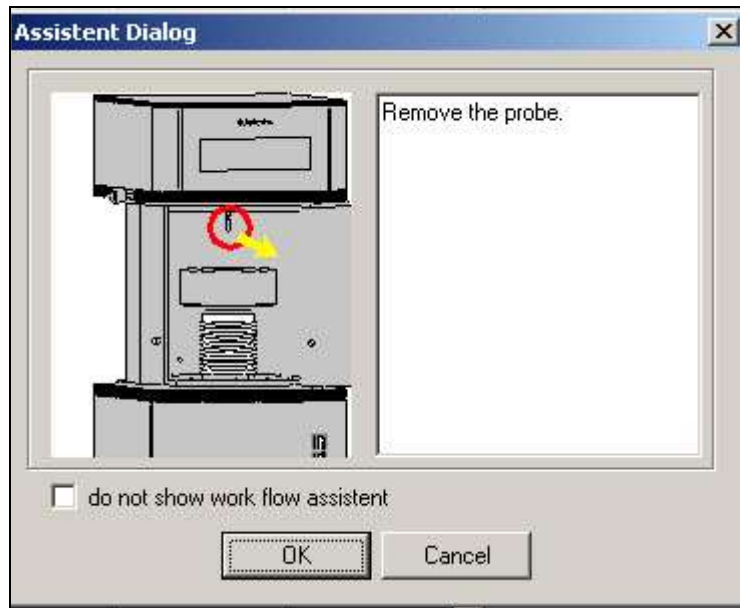 Assistent Dialog
Remove the probe.
do not show work flow assistent
OK
Cancel